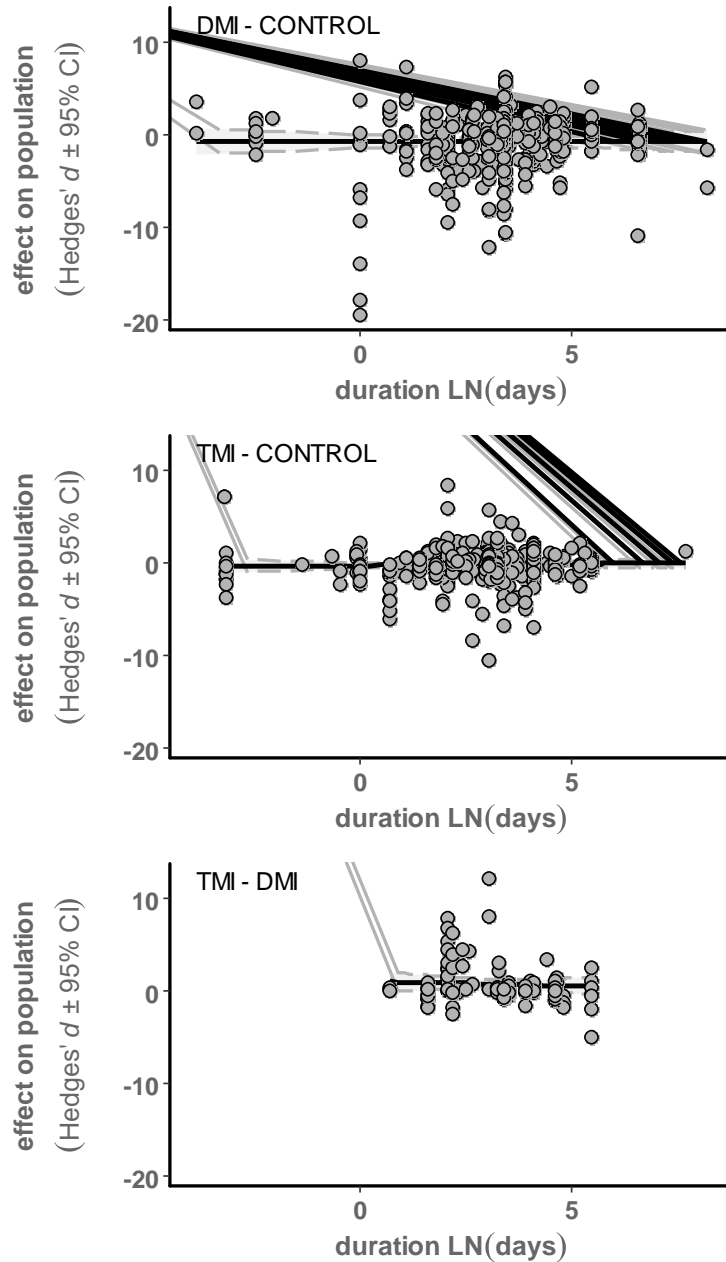 DMI - CONTROL
effect on population
(Hedges' d ± 95% CI)
10
0
-10
-20
0 5
duration LN(days)
TMI - CONTROL
effect on population
(Hedges' d ± 95% CI)
10
0
-10
-20
0 5
duration LN(days)
TMI - DMI
effect on population
(Hedges' d ± 95% CI)
10
0
-10
-20
0 5
duration LN(days)